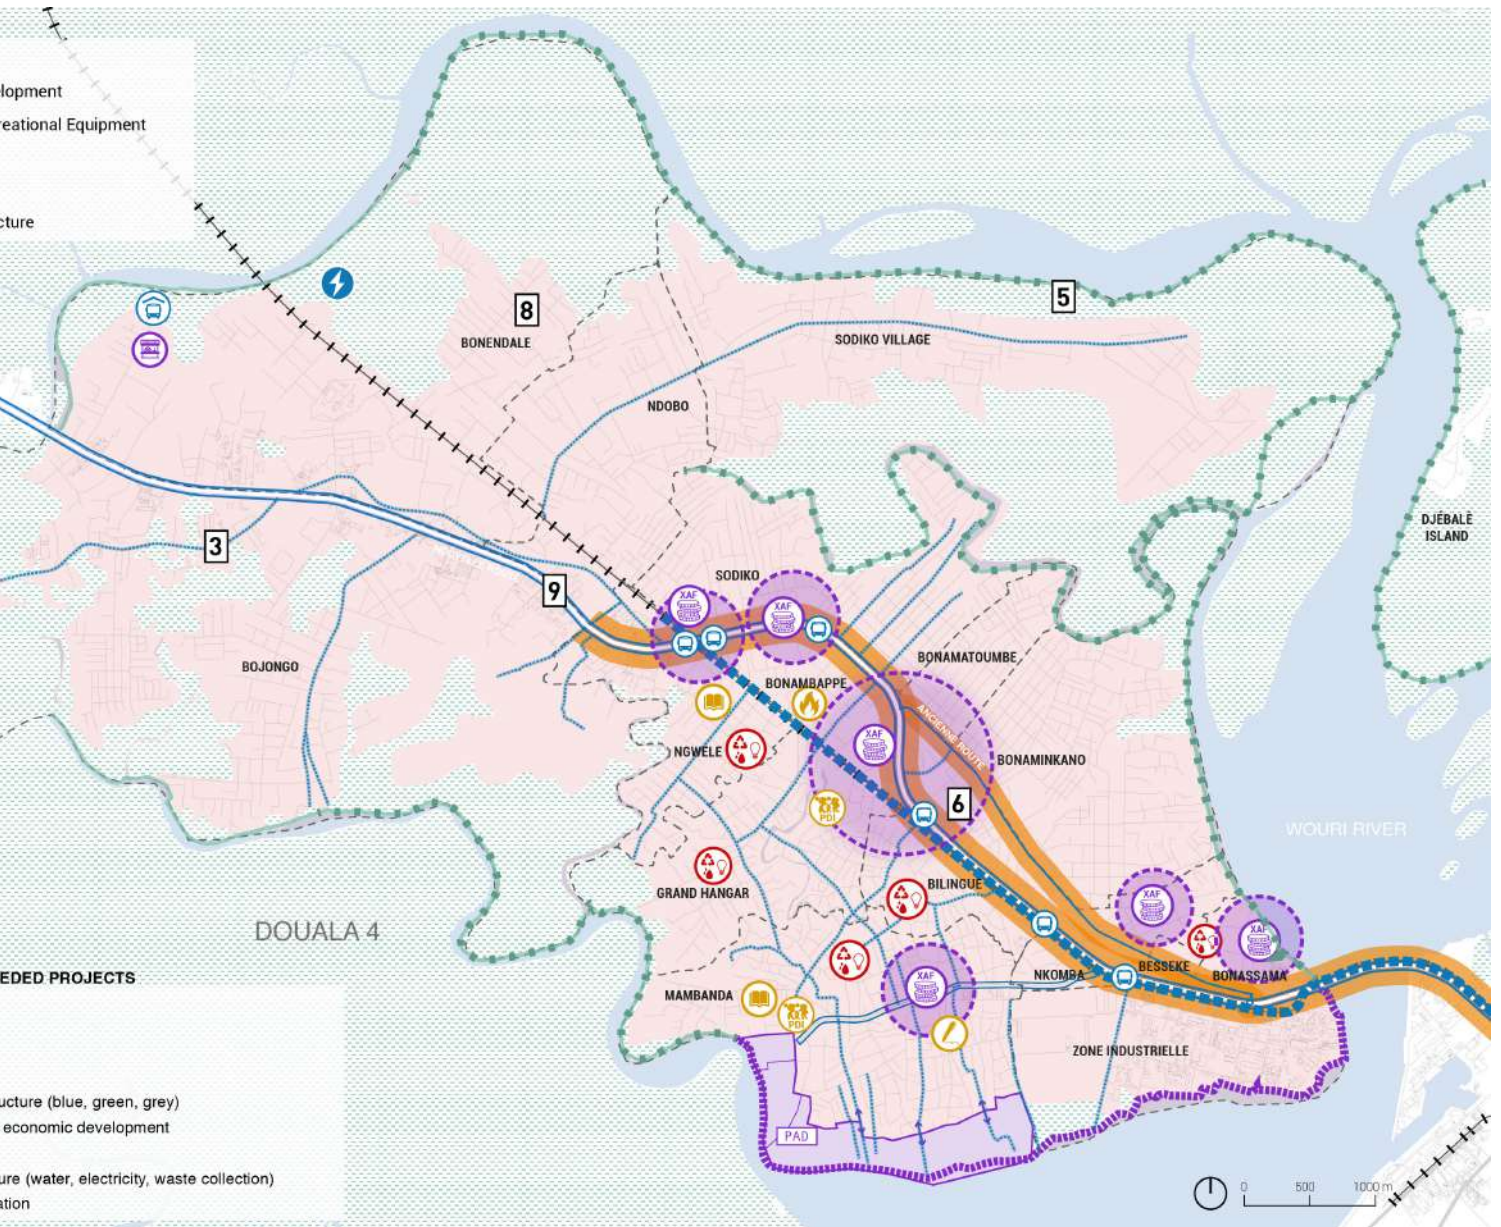 lopment
reational Equipment
cture
8
5
BONENDALE
SODIKO VILLAGE
NDOBO
DJÉBALÈ
ISLAND
3
9
SODIKO
XAF
XAF
BOJONGO
BONAMATOUMBE
BONAMBAPPE
ANCIENNE ROUTE
XAF
NGWELE
BONAMINKANO
6
PDI
WOURI RIVER
GRAND HANGAR
BILINGUE
XAF
XAF
DOUALA 4
EDED PROJECTS
XAF
NKOMBA
BESSEKE
BONASSAMA
MAMBANDA
PDI
ZONE INDUSTRIELLE
ucture (blue, green, grey)
economic development
PAD
ure (water, electricity, waste collection)
ation
0 500 1000 m